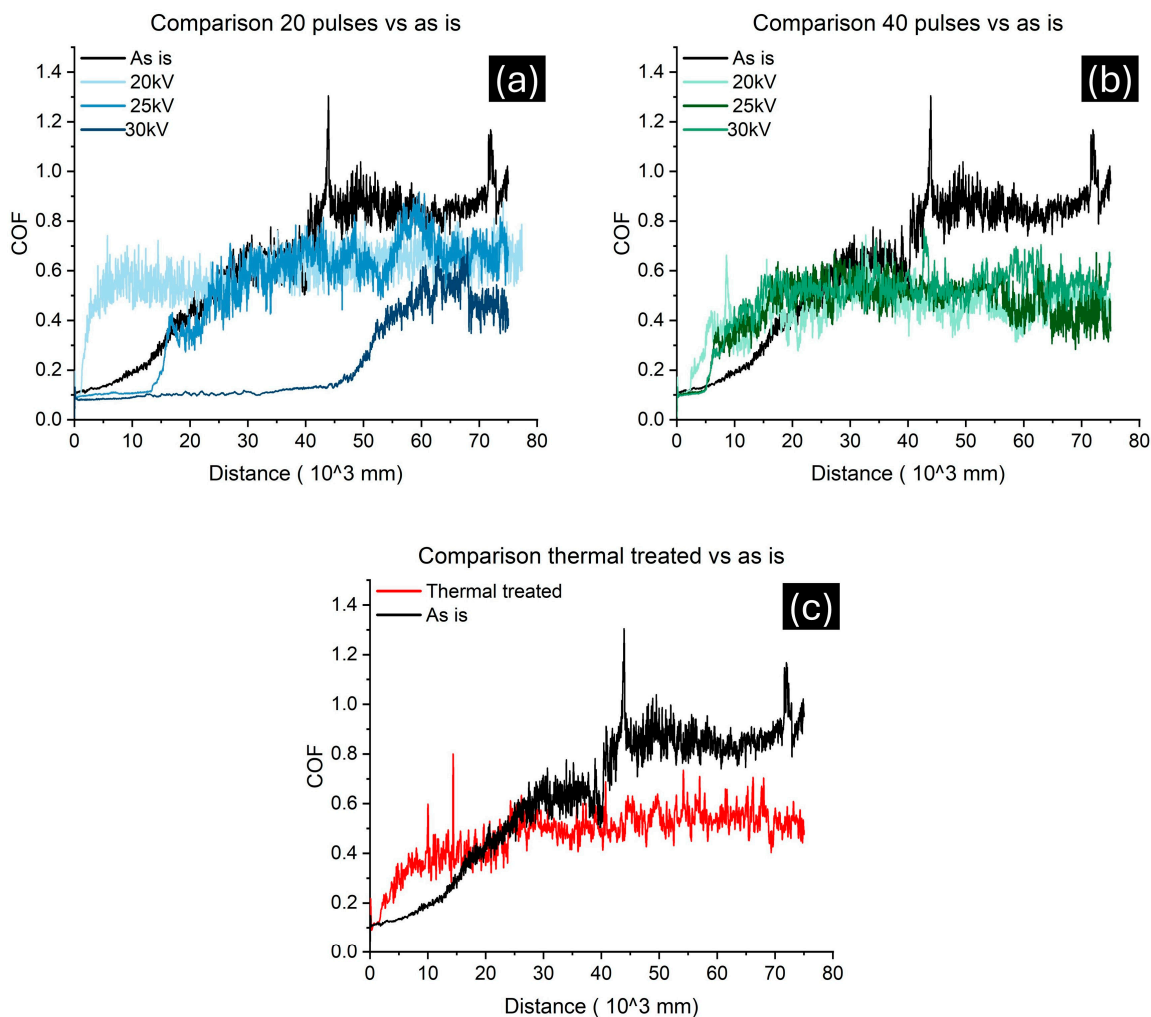 Comparison 20 pulses vs as is
As is
20kV
25kV
30kV
(a)
1.4
1.2
1.0
0.8
0.6
0.4
0.2
0.0
COF
0 10 20 30 40 50 60 70 80
Distance ( 10^3 mm)
Comparison 40 pulses vs as is
As is
20kV
25kV
30kV
(b)
1.4
1.2
1.0
0.8
0.6
0.4
0.2
0.0
COF
0 10 20 30 40 50 60 70 80
Distance ( 10^3 mm)
Comparison thermal treated vs as is
Thermal treated
As is
(c)
1.4
1.2
1.0
0.8
0.6
0.4
0.2
0.0
COF
0 10 20 30 40 50 60 70 80
Distance ( 10^3 mm)